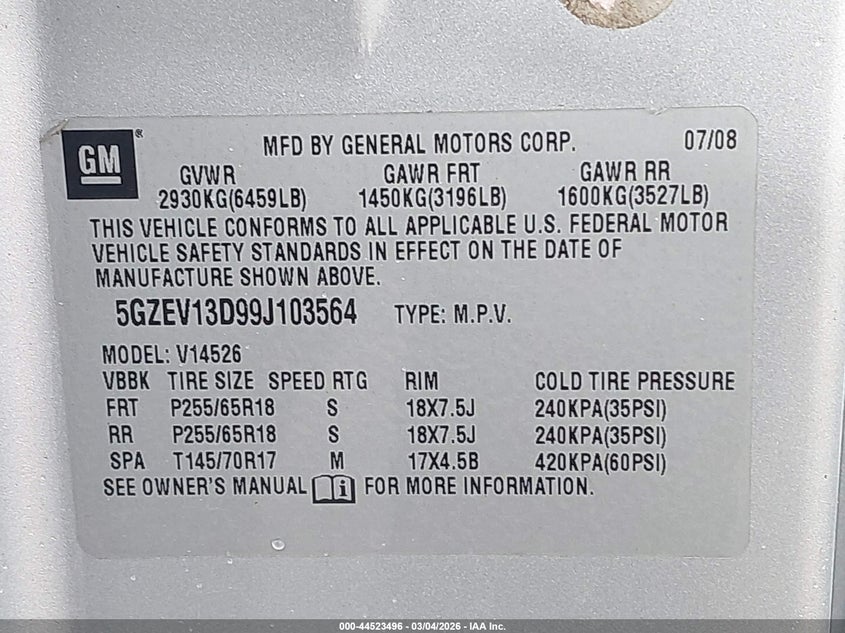 GM® MFD BY GENERAL MOTORS CORP. 07/08
GVWR GAWR FRT GAWR RR
2930KG(6459LB) 1450KG(3196LB) 1600KG(3527LB)
THIS VEHICLE CONFORMS TO ALL APPLICABLE U.S. FEDERAL MOTOR
VEHICLE SAFETY STANDARDS IN EFFECT ON THE DATE OF
MANUFACTURE SHOWN ABOVE.
5GZEV13D99J103564 TYPE: M.P.V.
MODEL: V14526
VBBK TIRE SIZE SPEED RTG RIM COLD TIRE PRESSURE
FRT P255/65R18 S 18X7.5J 240KPA(35PSI)
RR P255/65R18 S 18X7.5J 240KPA(35PSI)
SPA T145/70R17 M 17X4.5B 420KPA(60PSI)
SEE OWNER'S MANUAL i FOR MORE INFORMATION.
000-44523496 - 03/04/2026 - IAA Inc.